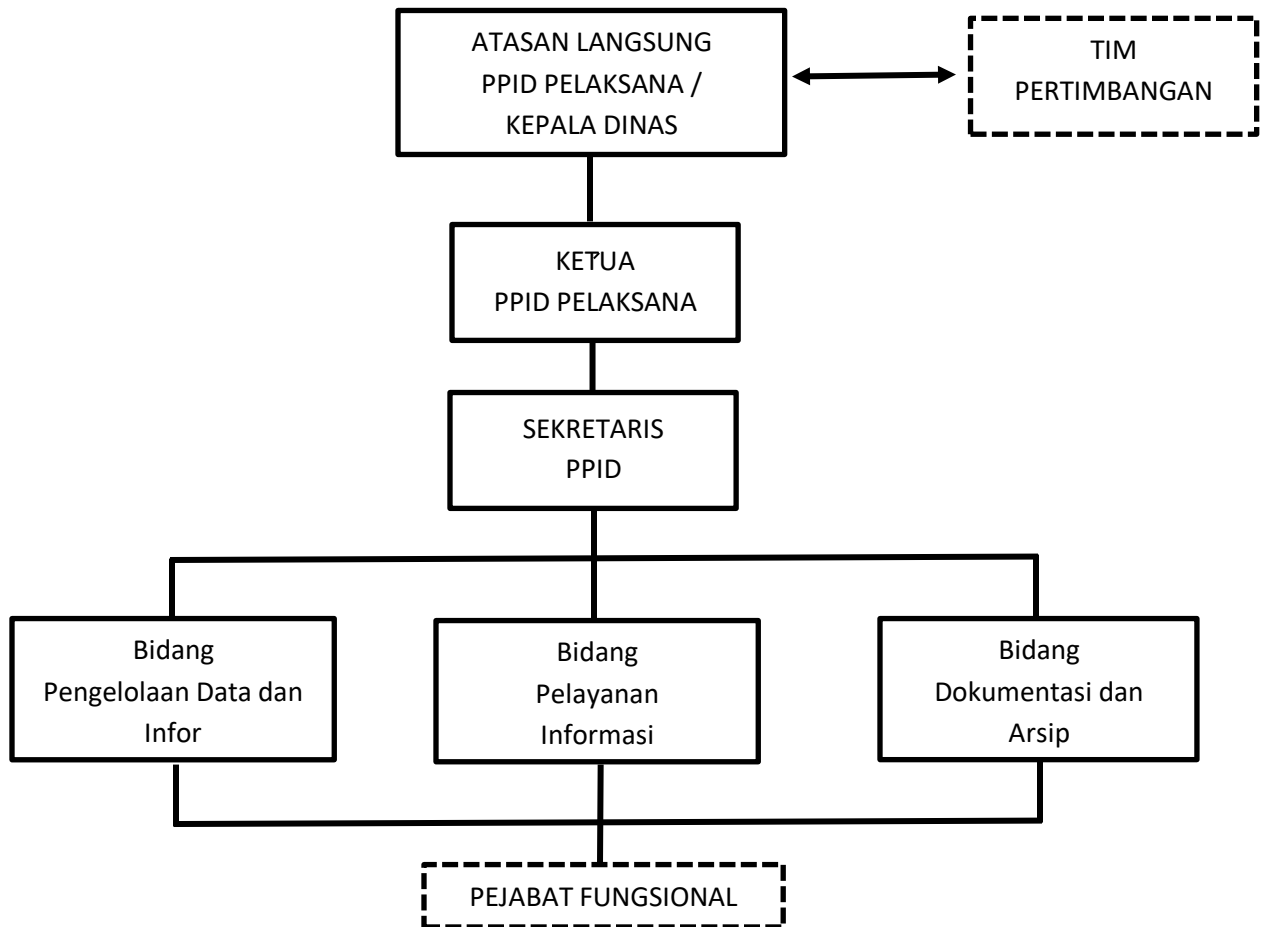 ATASAN LANGSUNG
PPID PELAKSANA /
KEPALA DINAS
TIM
PERTIMBANGAN
KETUA
PPID PELAKSANA
SEKRETARIS
PPID
Bidang
Pengelolaan Data dan
Infor
Bidang
Pelayanan
Informasi
Bidang
Dokumentasi dan
Arsip
PEJABAT FUNGSIONAL